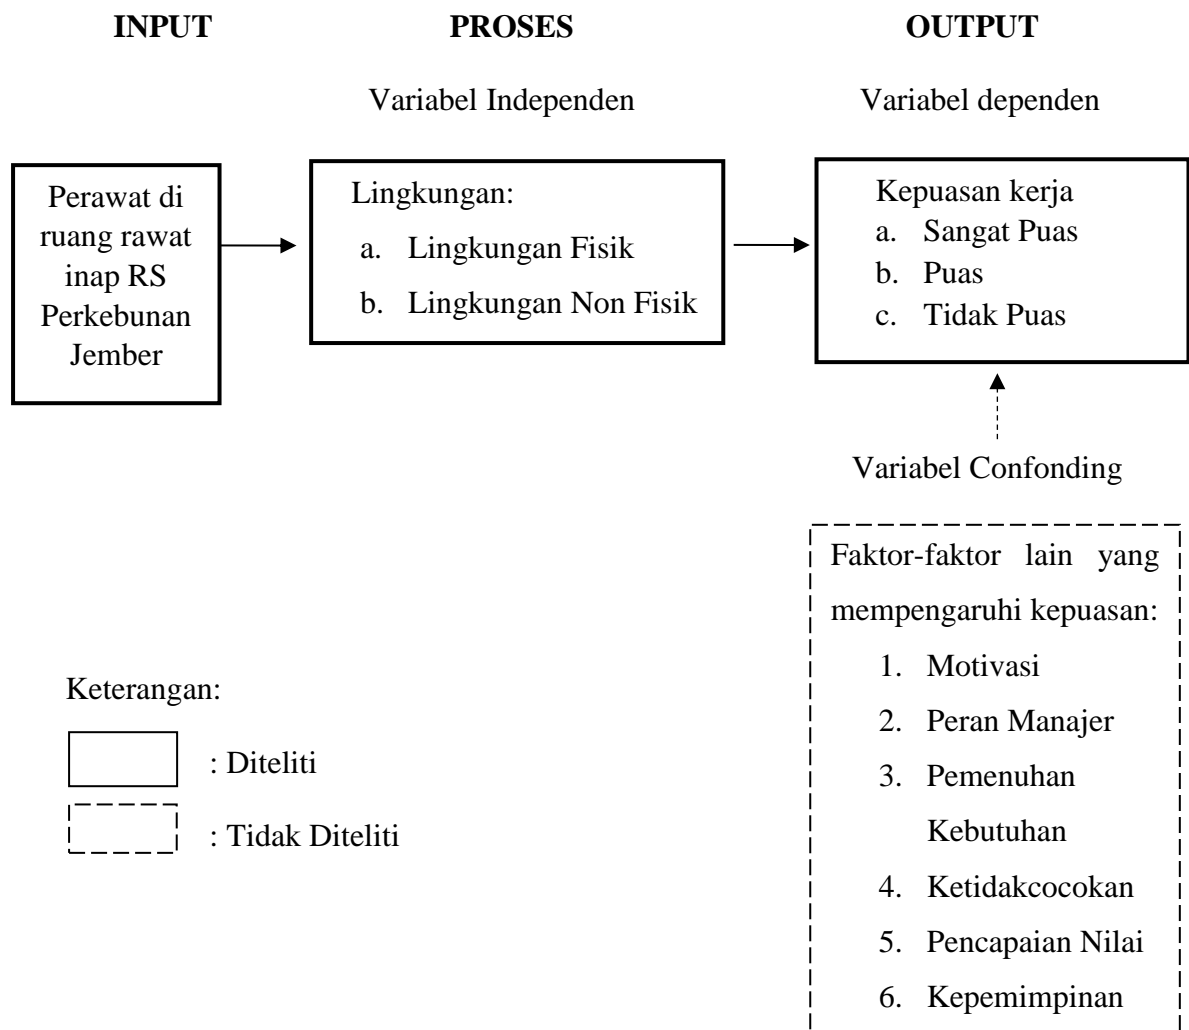 INPUT
PROSES
OUTPUT
Variabel Independen
Variabel dependen
Perawat di
ruang rawat
inap RS
Perkebunan
Jember
Lingkungan:
a. Lingkungan Fisik
b. Lingkungan Non Fisik
Kepuasan kerja
a. Sangat Puas
b. Puas
c. Tidak Puas
Variabel Confonding
Faktor-faktor lain yang
mempengaruhi kepuasan:
1. Motivasi
2. Peran Manajer
3. Pemenuhan
Kebutuhan
4. Ketidakcocokan
5. Pencapaian Nilai
6. Kepemimpinan
Keterangan:
: Diteliti
: Tidak Diteliti